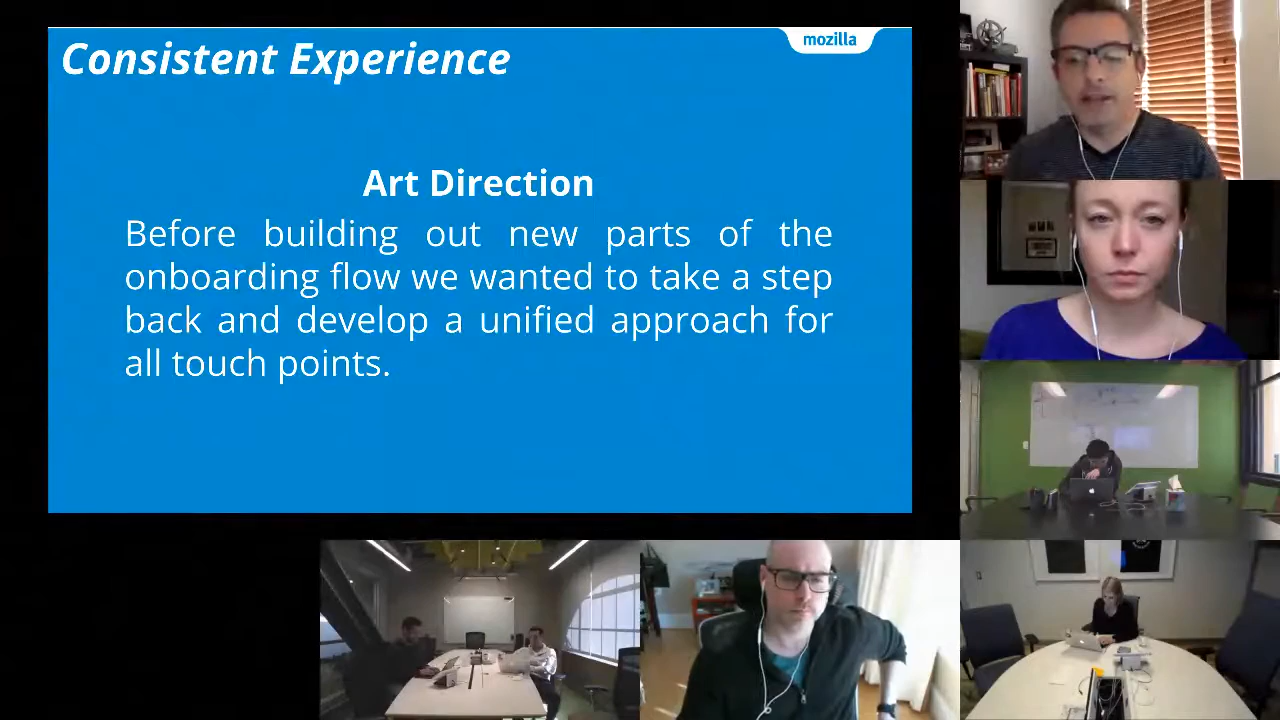 Consistent Experience
mozilla
Art Direction
Before building out new parts of the
onboarding flow we wanted to take a step
back and develop a unified approach for
all touch points.